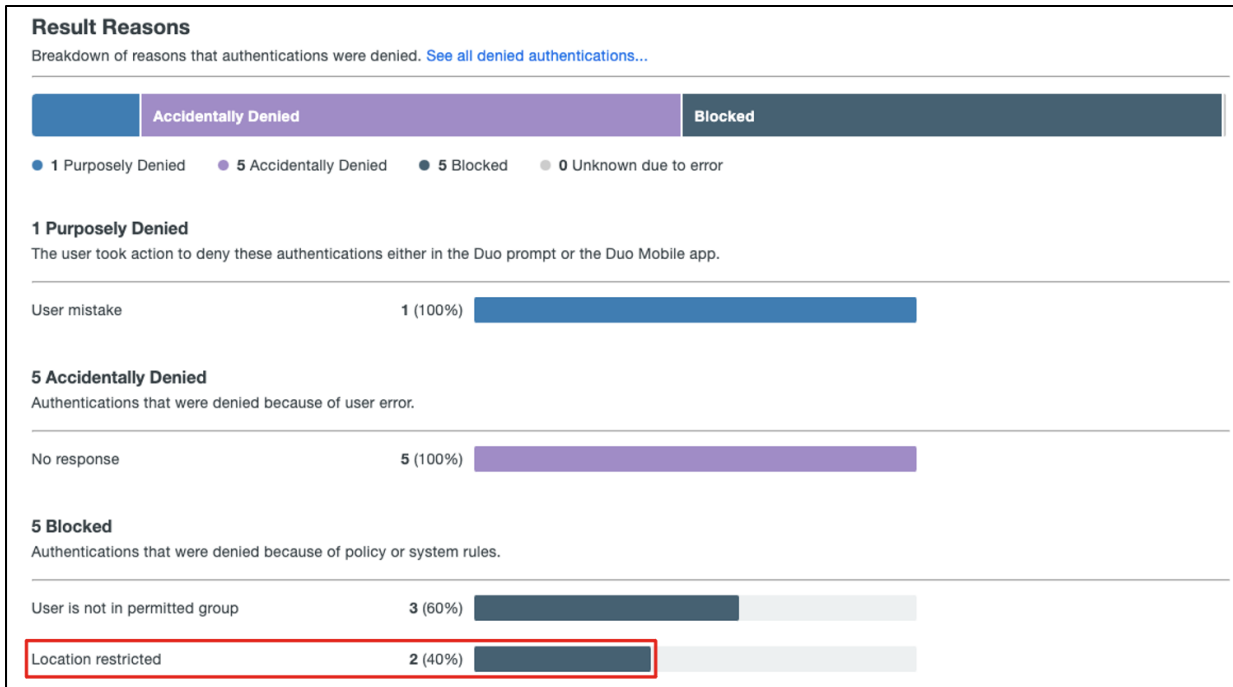 Result Reasons
Breakdown of reasons that authentications were denied. See all denied authentications...
Accidentally Denied Blocked
1 Purposely Denied 5 Accidentally Denied 5 Blocked 0 Unknown due to error
1 Purposely Denied
The user took action to deny these authentications either in the Duo prompt or the Duo Mobile app.
User mistake 1 (100%)
5 Accidentally Denied
Authentications that were denied because of user error.
No response 5 (100%)
5 Blocked
Authentications that were denied because of policy or system rules.
User is not in permitted group 3 (60%)
Location restricted 2 (40%)